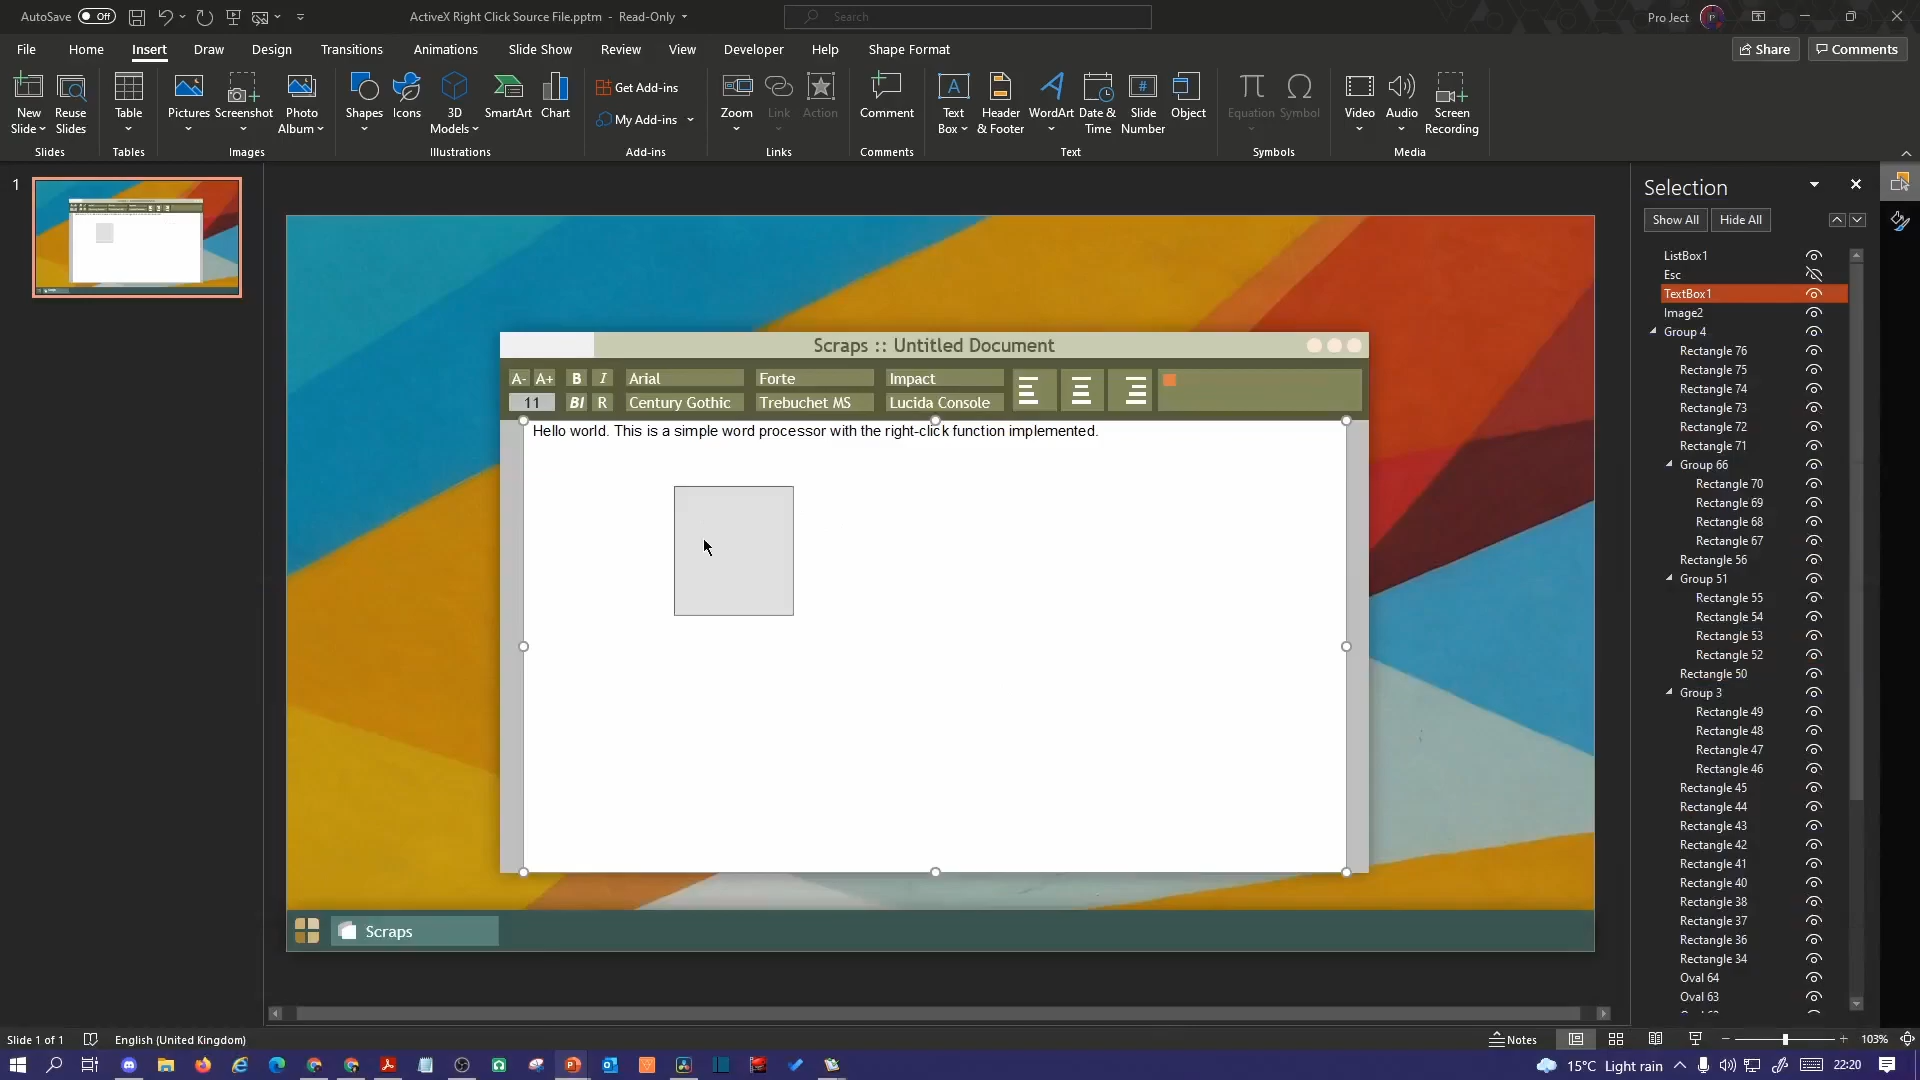 AutoSave Off
ActiveX Right Click Source File.pptm - Read-Only
Search
Pro Ject
File Home Insert Draw Design Transitions Animations Slide Show Review View Developer Help Shape Format
Share Comments
New Slide
Reuse Slides
Slides
Table
Tables
Pictures
Screenshot
Photo Album
Images
Shapes
Icons
3D Models
SmartArt
Chart
Illustrations
Get Add-ins
My Add-ins
Add-ins
Zoom
Link
Action
Links
Comment
Comments
Text Box
Header & Footer
WordArt
Date & Time
Slide Number
Object
Text
Equation
Symbol
Symbols
Video
Audio
Screen Recording
Media
1
Scraps :: Untitled Document
A- A+ B I Arial Forte Impact
11 BI R Century Gothic Trebuchet MS Lucida Console
Hello world. This is a simple word processor with the right-click function implemented.
Scraps
Selection
Show All Hide All
ListBox1
Esc
TextBox1
Image2
Group 4
Rectangle 76
Rectangle 75
Rectangle 74
Rectangle 73
Rectangle 72
Rectangle 71
Group 66
Rectangle 70
Rectangle 69
Rectangle 68
Rectangle 67
Rectangle 56
Group 51
Rectangle 55
Rectangle 54
Rectangle 53
Rectangle 52
Rectangle 50
Group 3
Rectangle 49
Rectangle 48
Rectangle 47
Rectangle 46
Rectangle 45
Rectangle 44
Rectangle 43
Rectangle 42
Rectangle 41
Rectangle 40
Rectangle 38
Rectangle 37
Rectangle 36
Rectangle 34
Oval 64
Oval 63
Slide 1 of 1 English (United Kingdom)
Notes
103%
15°C Light rain
22:20